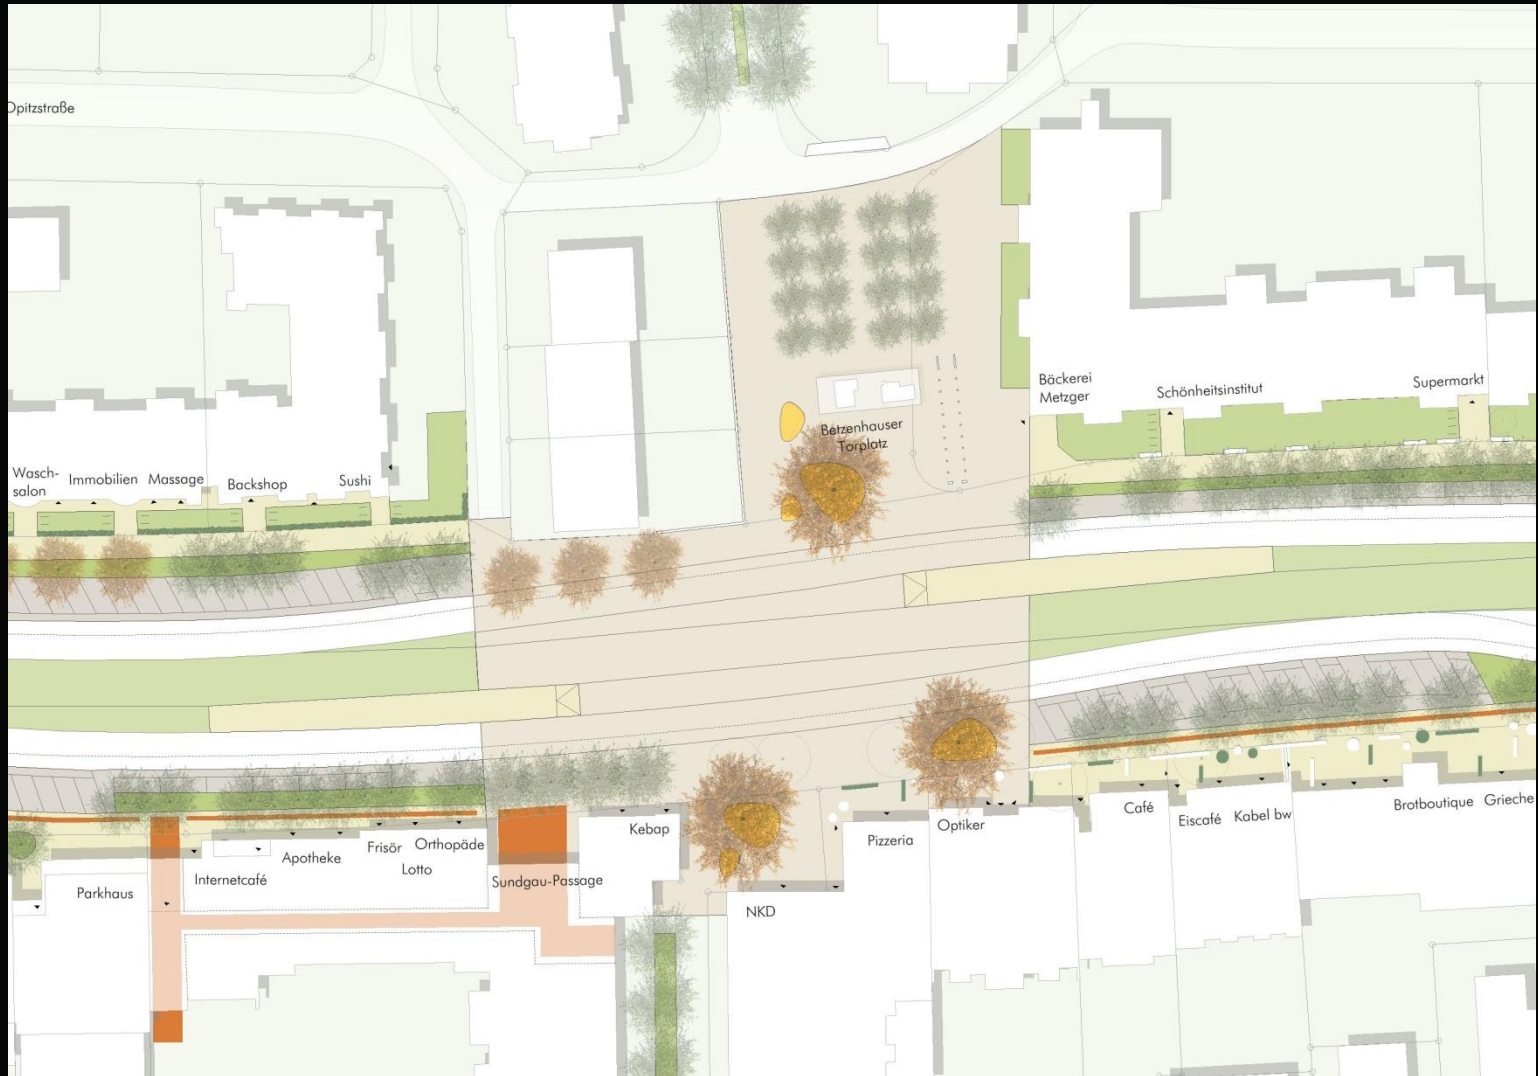 Opitzstraße
Bäckerei
Metzger
Schönheitsinstitut
Supermarkt
Betzenhauser
Torplatz
Wasch-
salon
Immobilien
Massage
Backshop
Sushi
Parkhaus
Internetcafé
Apotheke
Frisör
Lotto
Orthopäde
Sundgau-Passage
Kebap
NKD
Pizzeria
Optiker
Café
Eiscafé
Kabel bw
Brotboutique
Grieche